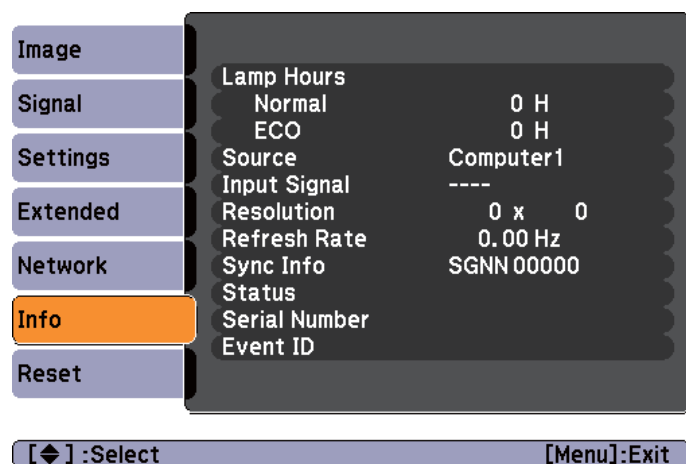 Image
Signal
Settings
Extended
Network
Info
Reset
Lamp Hours
Normal 0 H
ECO 0 H
Source Computer1
Input Signal ----
Resolution 0 x 0
Refresh Rate 0.00 Hz
Sync Info SGNN 00000
Status
Serial Number
Event ID
[◆] :Select [Menu]:Exit